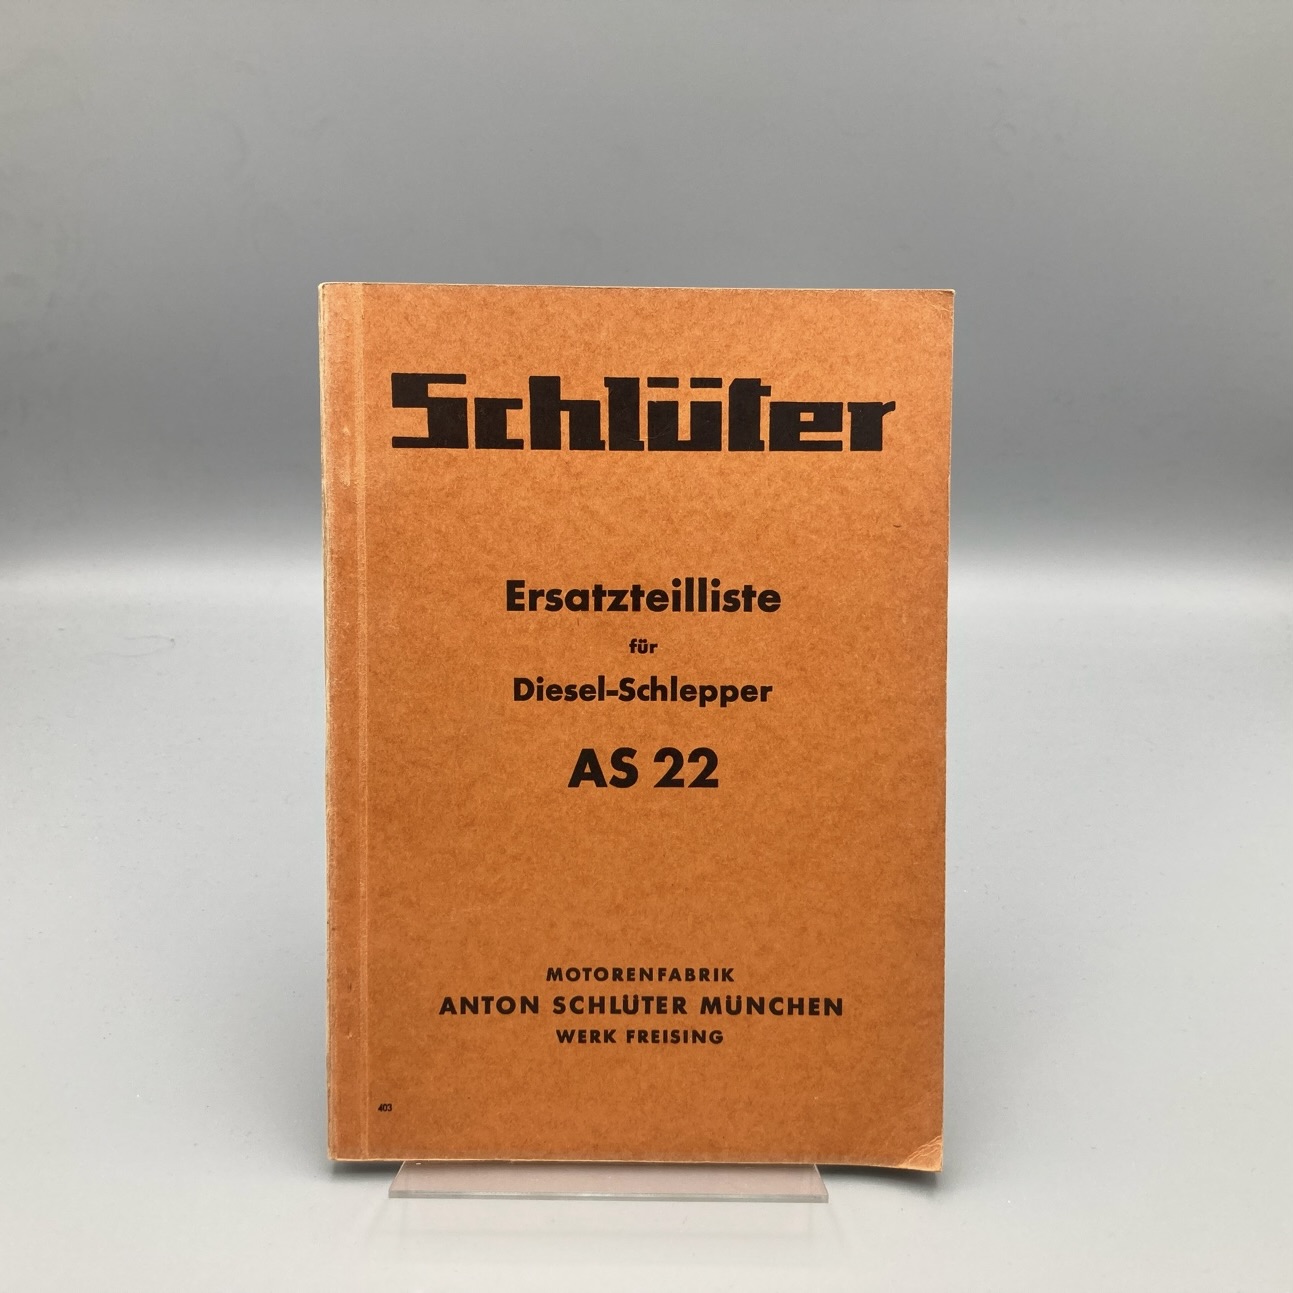 Schlüter
Ersatzteilliste
für
Diesel-Schlepper
AS 22
MOTORENFABRIK
ANTON SCHLÜTER MÜNCHEN
WERK FREISING
403